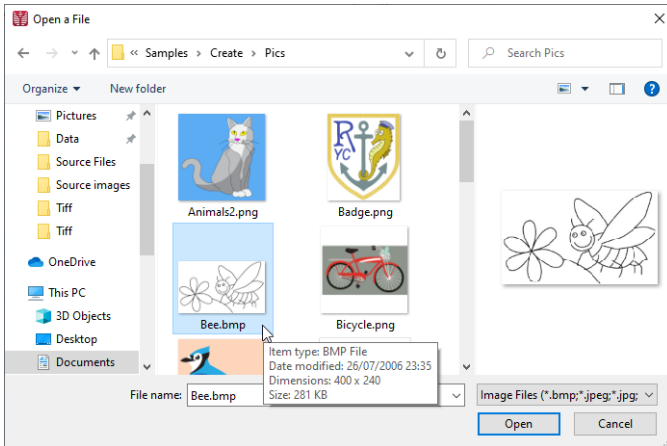 Open a File
« Samples > Create > Pics
Search Pics
Organize
New folder
?
Pictures
Data
Source Files
Source images
Tiff
Tiff
OneDrive
This PC
3D Objects
Desktop
Documents
R
YC
Animals2.png
Badge.png
Bee.bmp
Bicycle.png
Item type: BMP File
Date modified: 26/07/2006 23:35
Dimensions: 400 x 240
Size: 281 KB
File name:
Bee.bmp
Image Files (*.bmp;*.jpeg;*.jpg;
Open
Cancel